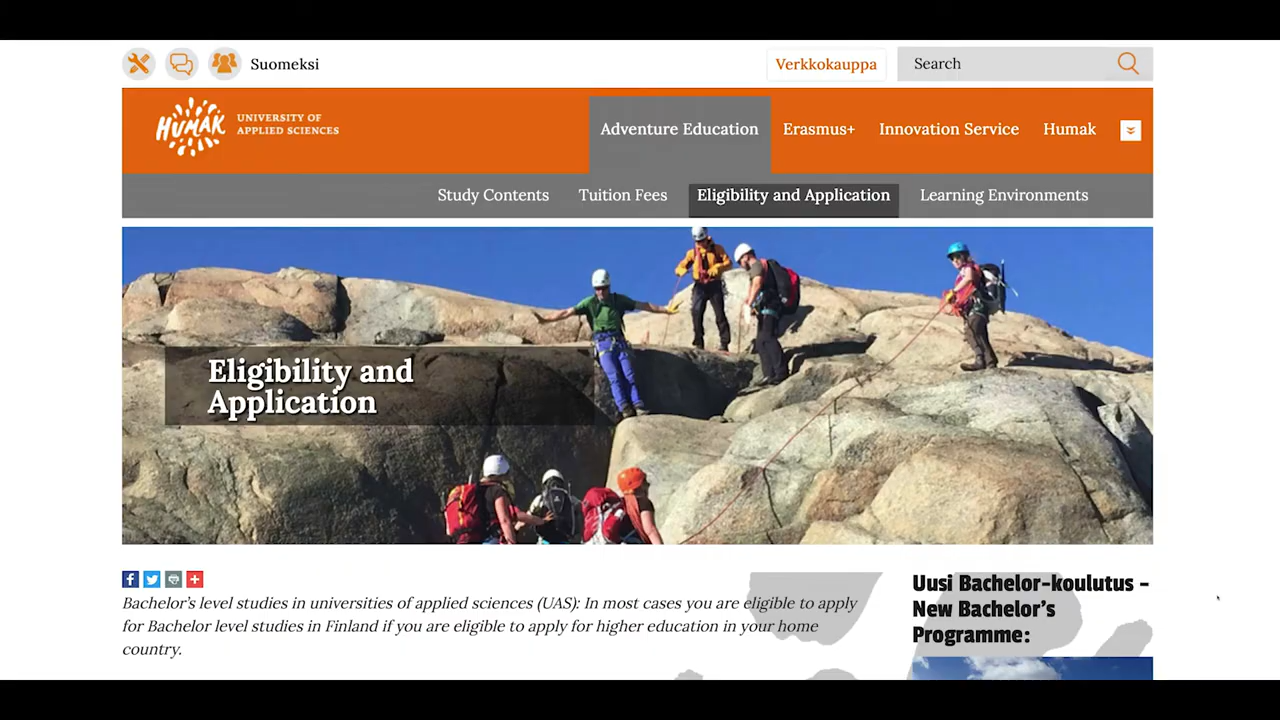 Suomeksi
Verkkokauppa
Search
HUMAK
UNIVERSITY OF
APPLIED SCIENCES
Adventure Education
Erasmus+
Innovation Service
Humak
Study Contents
Tuition Fees
Eligibility and Application
Learning Environments
Eligibility and
Application
Bachelor’s level studies in universities of applied sciences (UAS): In most cases you are eligible to apply
for Bachelor level studies in Finland if you are eligible to apply for higher education in your home
country.
Uusi Bachelor-koulutus –
New Bachelor’s
Programme: